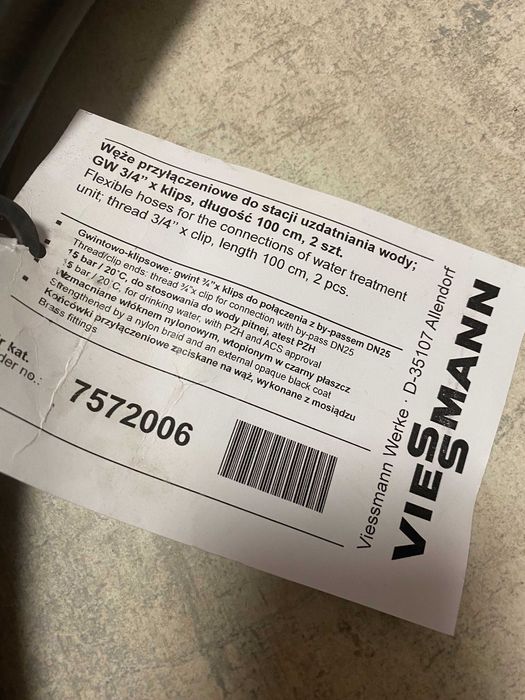 Węże przyłączeniowe do stacji uzdatniania wody;
GW 3/4” x klips, długość 100 cm, 2 szt.
Flexible hoses for the connections of water treatment
unit; thread 3/4” x clip, length 100 cm, 2 pcs.
Gwintowo-klipsowe: gwint ¾”x klips do połączenia z by-passem DN25
Thread/clip ends: thread ¾”x clip for connection with by-pass DN25
15 bar / 20°C, do stosowania do wody pitnej, atest PZH
15 bar / 20°C. for drinking water, with PZH and ACS approval
Wzmacniane włóknem nylonowym, wtopionym w czarny płaszcz
Strengthened by a nylon braid and an external opaque black coat
Końcówki przyłączeniowe zaciskane na wąż, wykonane z mosiądzu
Brass fittings
r kat.
der no.:
7572006
Viessmann Werke · D-35107 Allendorf
VIESSMANN